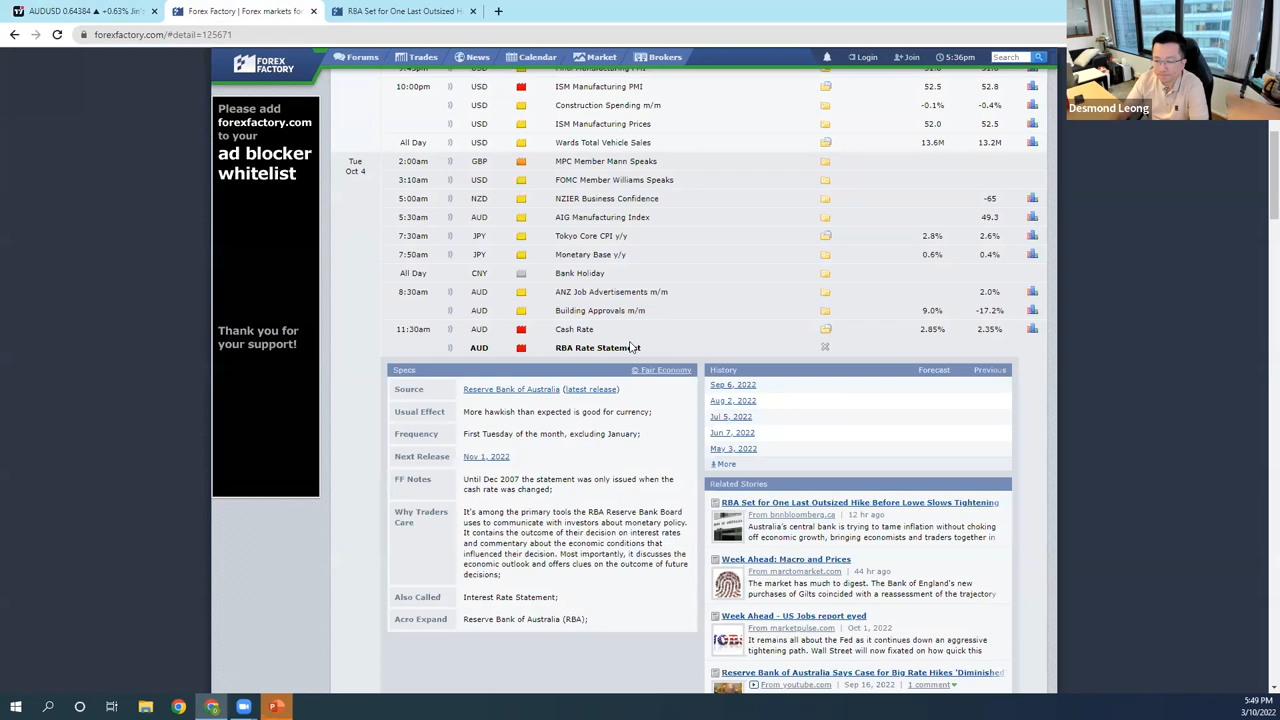 AUDUSD 0.64384 ▲ +0.63% Jin's
Forex Factory | Forex markets fo
RBA Set for One Last Outsized H
forexfactory.com/#detail=125671
Desmond Leong
FOREX FACTORY
Forums
Trades
News
Calendar
Market
Brokers
Login
Join
5:36pm
Search
Please add
forexfactory.com
to your
ad blocker
whitelist
Thank you for
your support!
10:00pm USD ISM Manufacturing PMI 52.5 52.8
USD Construction Spending m/m -0.1% -0.4%
USD ISM Manufacturing Prices 52.0 52.5
All Day USD Wards Total Vehicle Sales 13.6M 13.2M
Tue
Oct 4
2:00am GBP MPC Member Mann Speaks
3:10am USD FOMC Member Williams Speaks
5:00am NZD NZIER Business Confidence -65
5:30am AUD AIG Manufacturing Index 49.3
7:30am JPY Tokyo Core CPI y/y 2.8% 2.6%
7:50am JPY Monetary Base y/y 0.6% 0.4%
All Day CNY Bank Holiday
8:30am AUD ANZ Job Advertisements m/m 2.0%
AUD Building Approvals m/m 9.0% -17.2%
11:30am AUD Cash Rate 2.85% 2.35%
AUD RBA Rate Statement
Specs © Fair Economy
Source Reserve Bank of Australia (latest release)
Usual Effect More hawkish than expected is good for currency;
Frequency First Tuesday of the month, excluding January;
Next Release Nov 1, 2022
FF Notes Until Dec 2007 the statement was only issued when the
cash rate was changed;
Why Traders
Care
It's among the primary tools the RBA Reserve Bank Board
uses to communicate with investors about monetary policy.
It contains the outcome of their decision on interest rates
and commentary about the economic conditions that
influenced their decision. Most importantly, it discusses the
economic outlook and offers clues on the outcome of future
decisions;
Also Called Interest Rate Statement;
Acro Expand Reserve Bank of Australia (RBA);
History Forecast Previous
Sep 6, 2022
Aug 2, 2022
Jul 5, 2022
Jun 7, 2022
May 3, 2022
More
Related Stories
RBA Set for One Last Outsized Hike Before Lowe Slows Tightening
From bnnbloomberg.ca | 12 hr ago
Australia's central bank is trying to tame inflation without choking
off economic growth, bringing economists and traders together in
Week Ahead: Macro and Prices
From marctomarket.com | 44 hr ago
The market has much to digest. The Bank of England's new
purchases of Gilts coincided with a reassessment of the trajectory
Week Ahead - US Jobs report eyed
From marketpulse.com | Oct 1, 2022
It remains all about the Fed as it continues down an aggressive
tightening path. Wall Street will now fixated on how quick this
Reserve Bank of Australia Says Case for Big Rate Hikes 'Diminished'
From youtube.com | Sep 16, 2022 | 1 comment
5:49 PM
3/10/2022